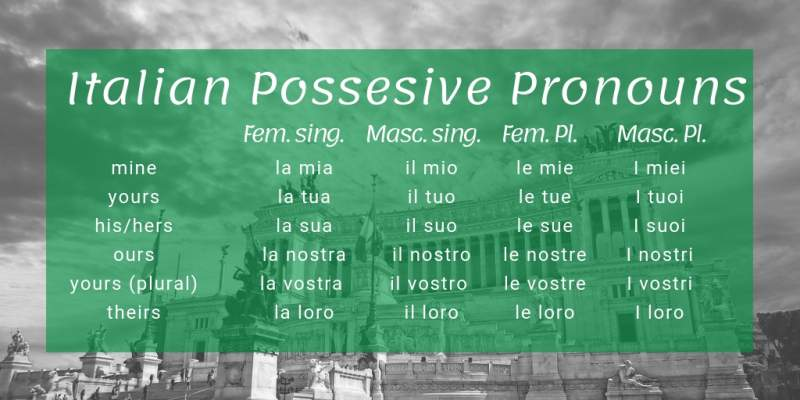 Italian Possesive Pronouns
Fem. sing. Masc. sing. Fem. Pl. Masc. Pl.
mine la mia il mio le mie I miei
yours la tua il tuo le tue I tuoi
his/hers la sua il suo le sue I suoi
ours la nostra il nostro le nostre I nostri
yours (plural) la vostra il vostro le vostre I vostri
theirs la loro il loro le loro I loro